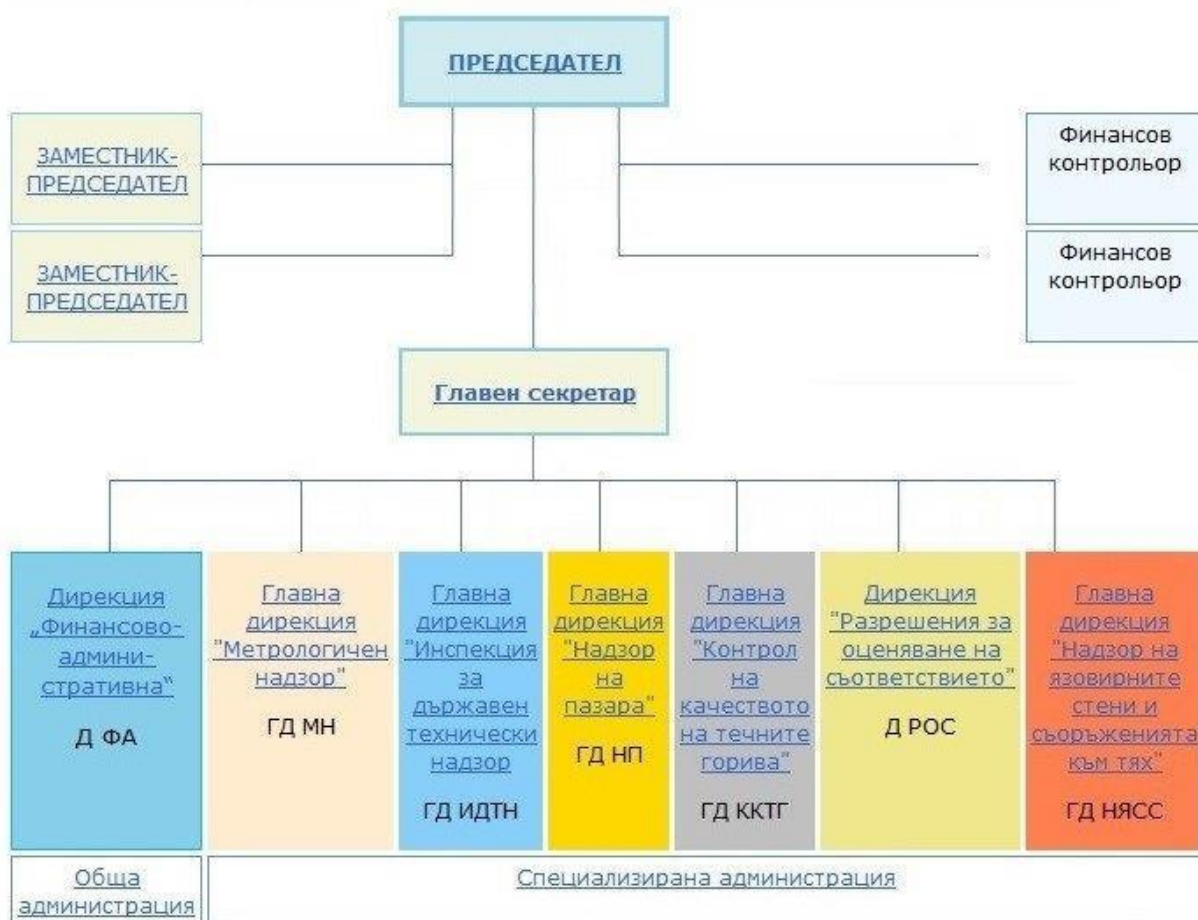 ПРЕДСЕДАТЕЛ
ЗАМЕСТНИК-
ПРЕДСЕДАТЕЛ
Финансов
контрольор
ЗАМЕСТНИК-
ПРЕДСЕДАТЕЛ
Финансов
контрольор
Главен секретар
Дирекция
„Финансово-
админи-
стративна“
Д ФА
Главна
дирекция
"Метрологичен
надзор"
ГД МН
Главна
дирекция
"Инспекция
за
държавен
технически
надзор
ГД ИДТН
Главна
дирекция
"Надзор
на
пазара"
ГД НП
Главна
дирекция
"Контрол
на
качеството
на течните
горива"
ГД ККТГ
Дирекция
"Разрешения за
оценяване на
съответствието"
Д РОС
Главна
дирекция
"Надзор на
язовирните
стени и
съоръженията
към тях"
ГД НЯСС
Обща
администрация
Специализирана администрация